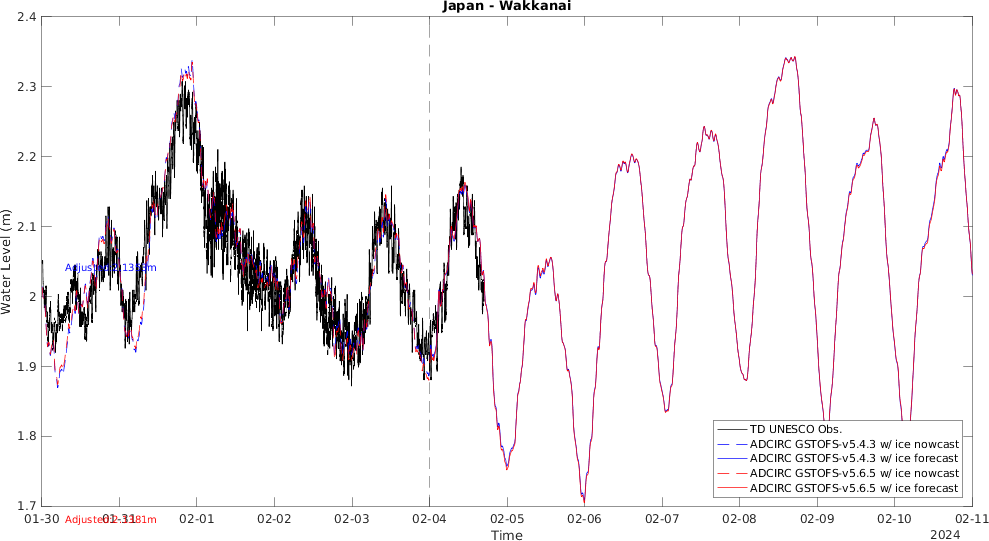 Japan - Wakkanai
Water Level (m)
2.4
2.3
2.2
2.1
2
1.9
1.8
1.7
TD UNESCO Obs.
ADCIRC GSTOFS-v5.4.3 w/ ice nowcast
ADCIRC GSTOFS-v5.4.3 w/ ice forecast
ADCIRC GSTOFS-v5.6.5 w/ ice nowcast
ADCIRC GSTOFS-v5.6.5 w/ ice forecast
01-30 01-31 02-01 02-02 02-03 02-04 02-05 02-06 02-07 02-08 02-09 02-10 02-11
Time
2024